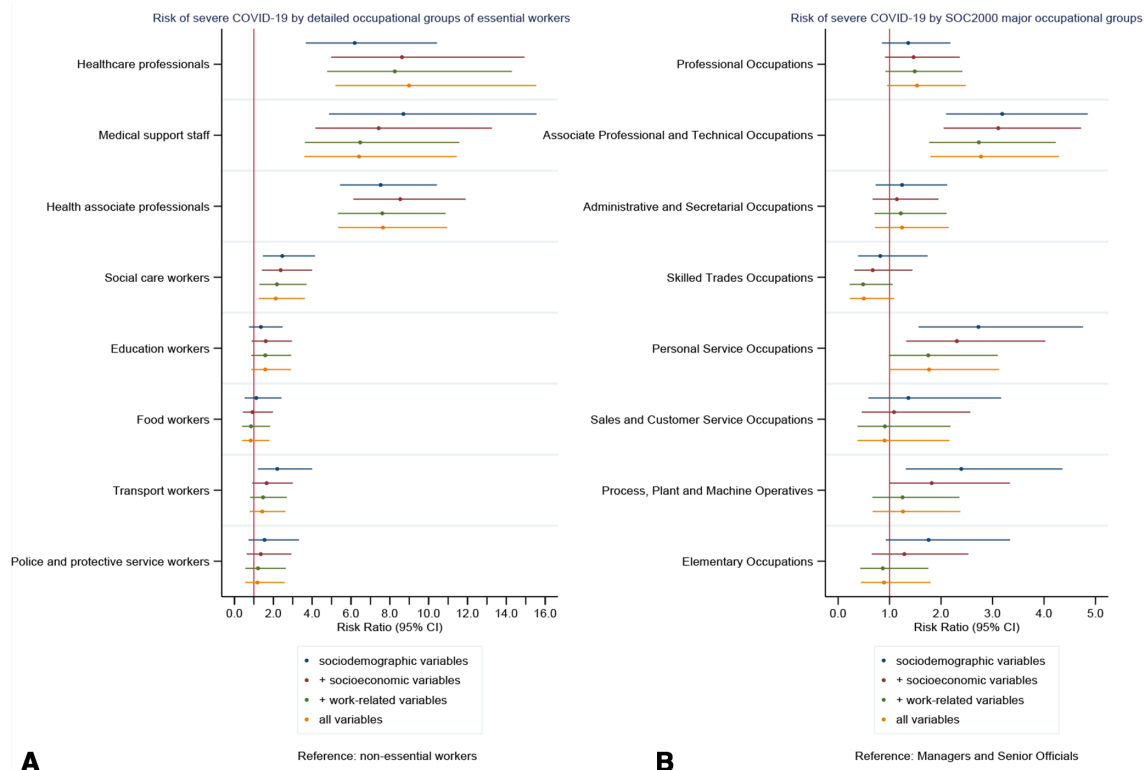 Risk of severe COVID-19 by detailed occupational groups of essential workers
Healthcare professionals
Medical support staff
Health associate professionals
Social care workers
Education workers
Food workers
Transport workers
Police and protective service workers
0.0 2.0 4.0 6.0 8.0 10.0 12.0 14.0 16.0
Risk Ratio (95% CI)
sociodemographic variables
+ socioeconomic variables
+ work-related variables
all variables
Reference: non-essential workers
A
Risk of severe COVID-19 by SOC2000 major occupational groups
Professional Occupations
Associate Professional and Technical Occupations
Administrative and Secretarial Occupations
Skilled Trades Occupations
Personal Service Occupations
Sales and Customer Service Occupations
Process, Plant and Machine Operatives
Elementary Occupations
0.0 1.0 2.0 3.0 4.0 5.0
Risk Ratio (95% CI)
sociodemographic variables
+ socioeconomic variables
+ work-related variables
all variables
Reference: Managers and Senior Officials
B